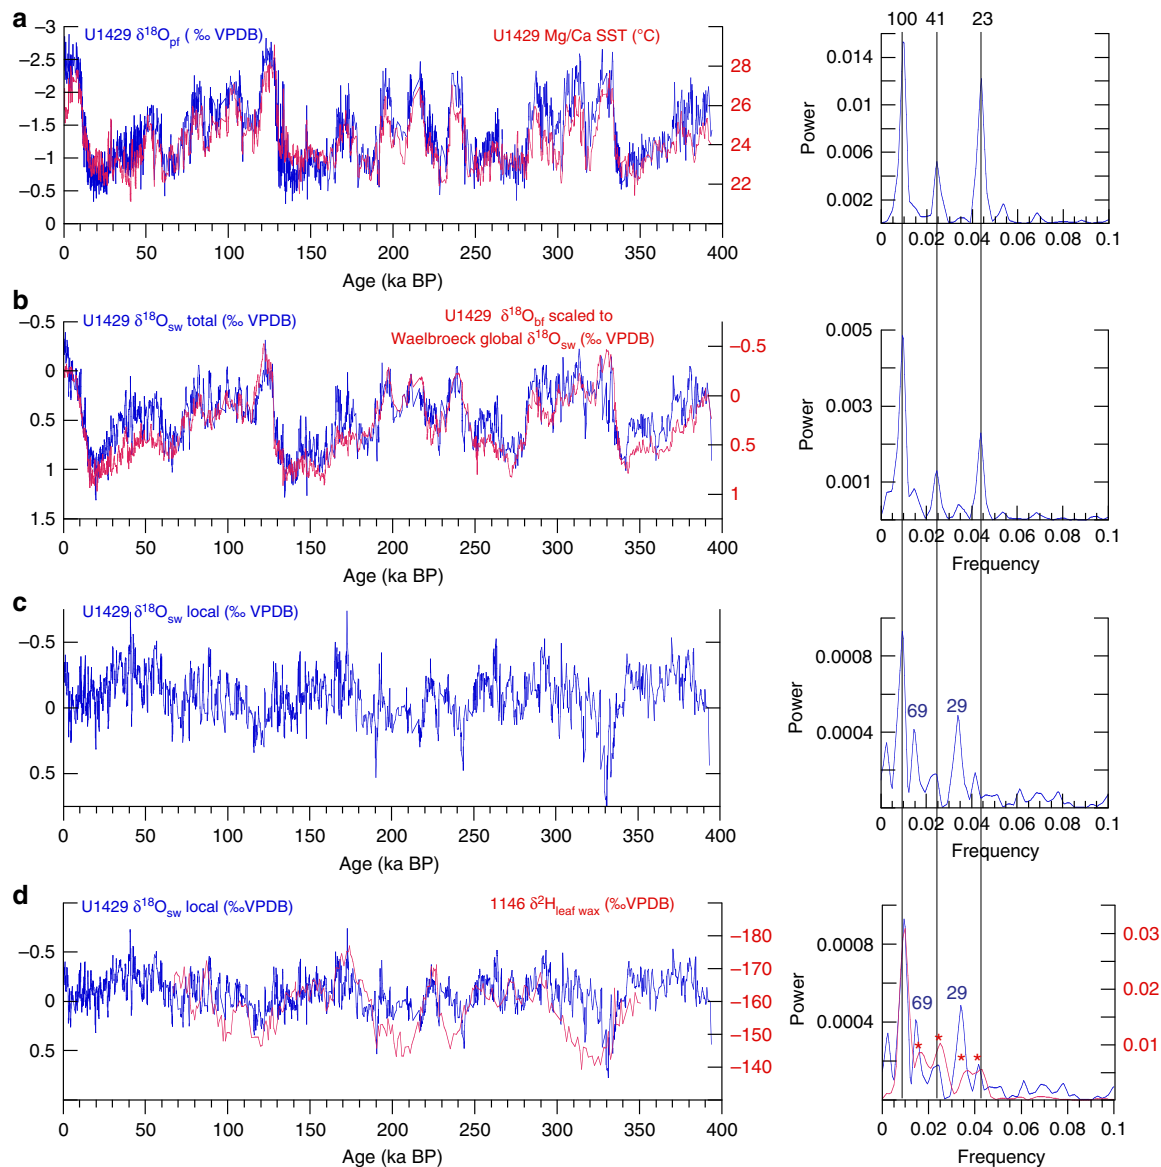 a
U1429 δ18Opf ( ‰ VPDB)
U1429 Mg/Ca SST (°C)
–3
–2.5
–2
–1.5
–1
–0.5
0
28
26
24
22
0 50 100 150 200 250 300 350 400
Age (ka BP)
100 41 23
Power
0.014
0.01
0.006
0.002
0 0.02 0.04 0.06 0.08 0.1
b
U1429 δ18Osw total (‰ VPDB)
U1429 δ18Obf scaled to
Waelbroeck global δ18Osw (‰ VPDB)
–0.5
0
0.5
1
1.5
–0.5
0
0.5
1
0 50 100 150 200 250 300 350 400
Age (ka BP)
Power
0.005
0.003
0.001
0 0.02 0.04 0.06 0.08 0.1
Frequency
c
U1429 δ18Osw local (‰ VPDB)
–0.5
0
0.5
0 50 100 150 200 250 300 350 400
Age (ka BP)
Power
0.0008
0.0004
69
29
0 0.02 0.04 0.06 0.08 0.1
Frequency
d
U1429 δ18Osw local (‰VPDB)
1146 δ2Hleaf wax (‰VPDB)
–0.5
0
0.5
–180
–170
–160
–150
–140
0 50 100 150 200 250 300 350 400
Age (ka BP)
Power
0.0008
0.0004
69
29
* * * *
0.03
0.02
0.01
0 0.02 0.04 0.06 0.08 0.1
Frequency